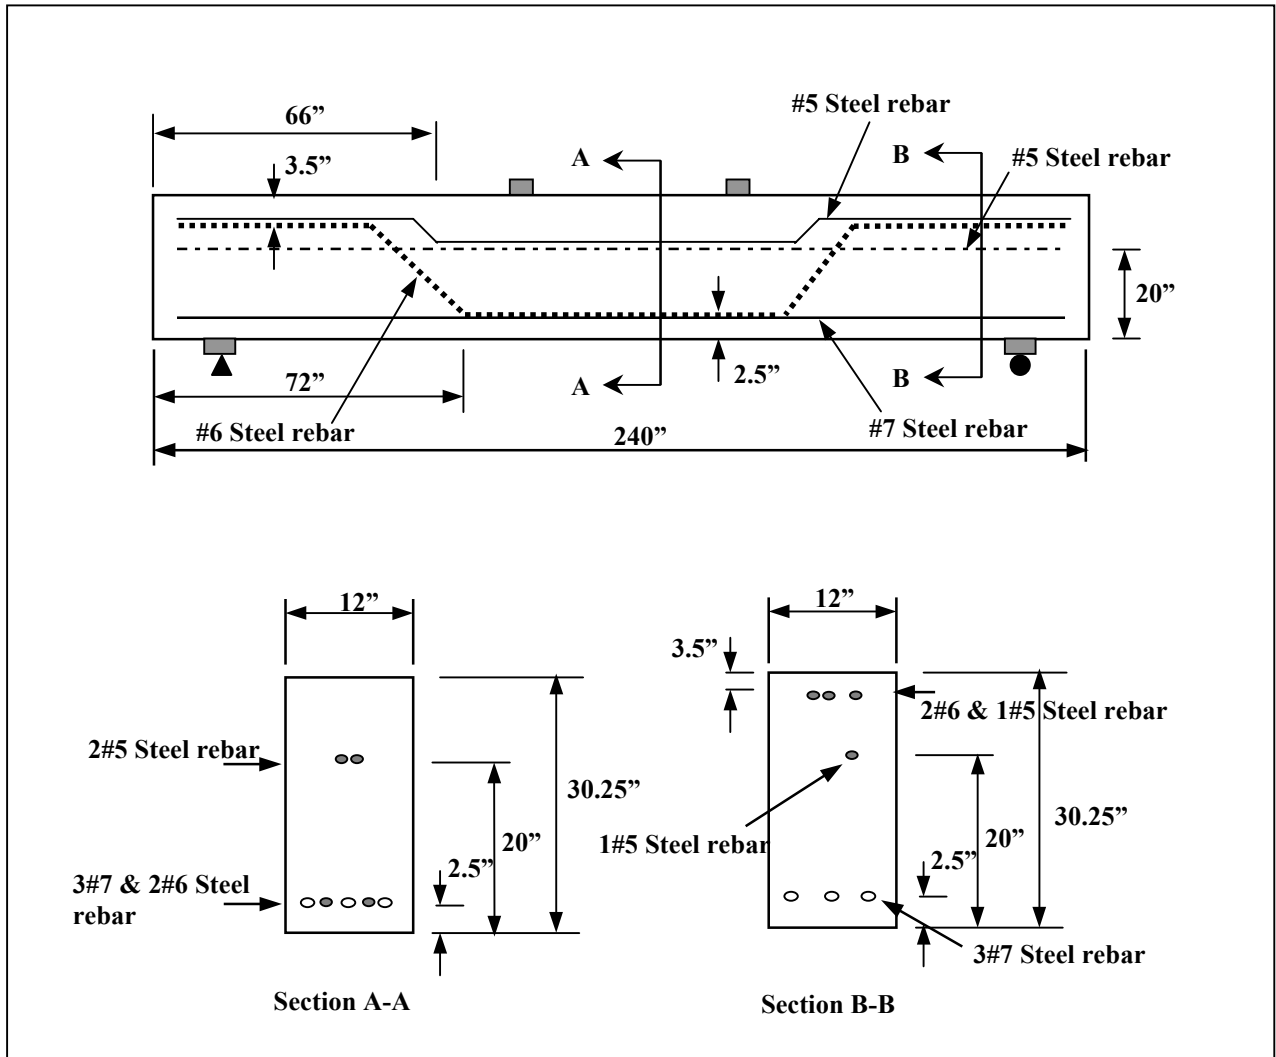 #5 Steel rebar
66”
A
B
#5 Steel rebar
3.5”
20”
A
2.5”
B
72”
#6 Steel rebar
240”
#7 Steel rebar
12”
12”
3.5”
2#6 & 1#5 Steel rebar
2#5 Steel rebar
30.25”
30.25”
20”
1#5 Steel rebar
20”
2.5”
2.5”
3#7 & 2#6 Steel
rebar
3#7 Steel rebar
Section A-A
Section B-B